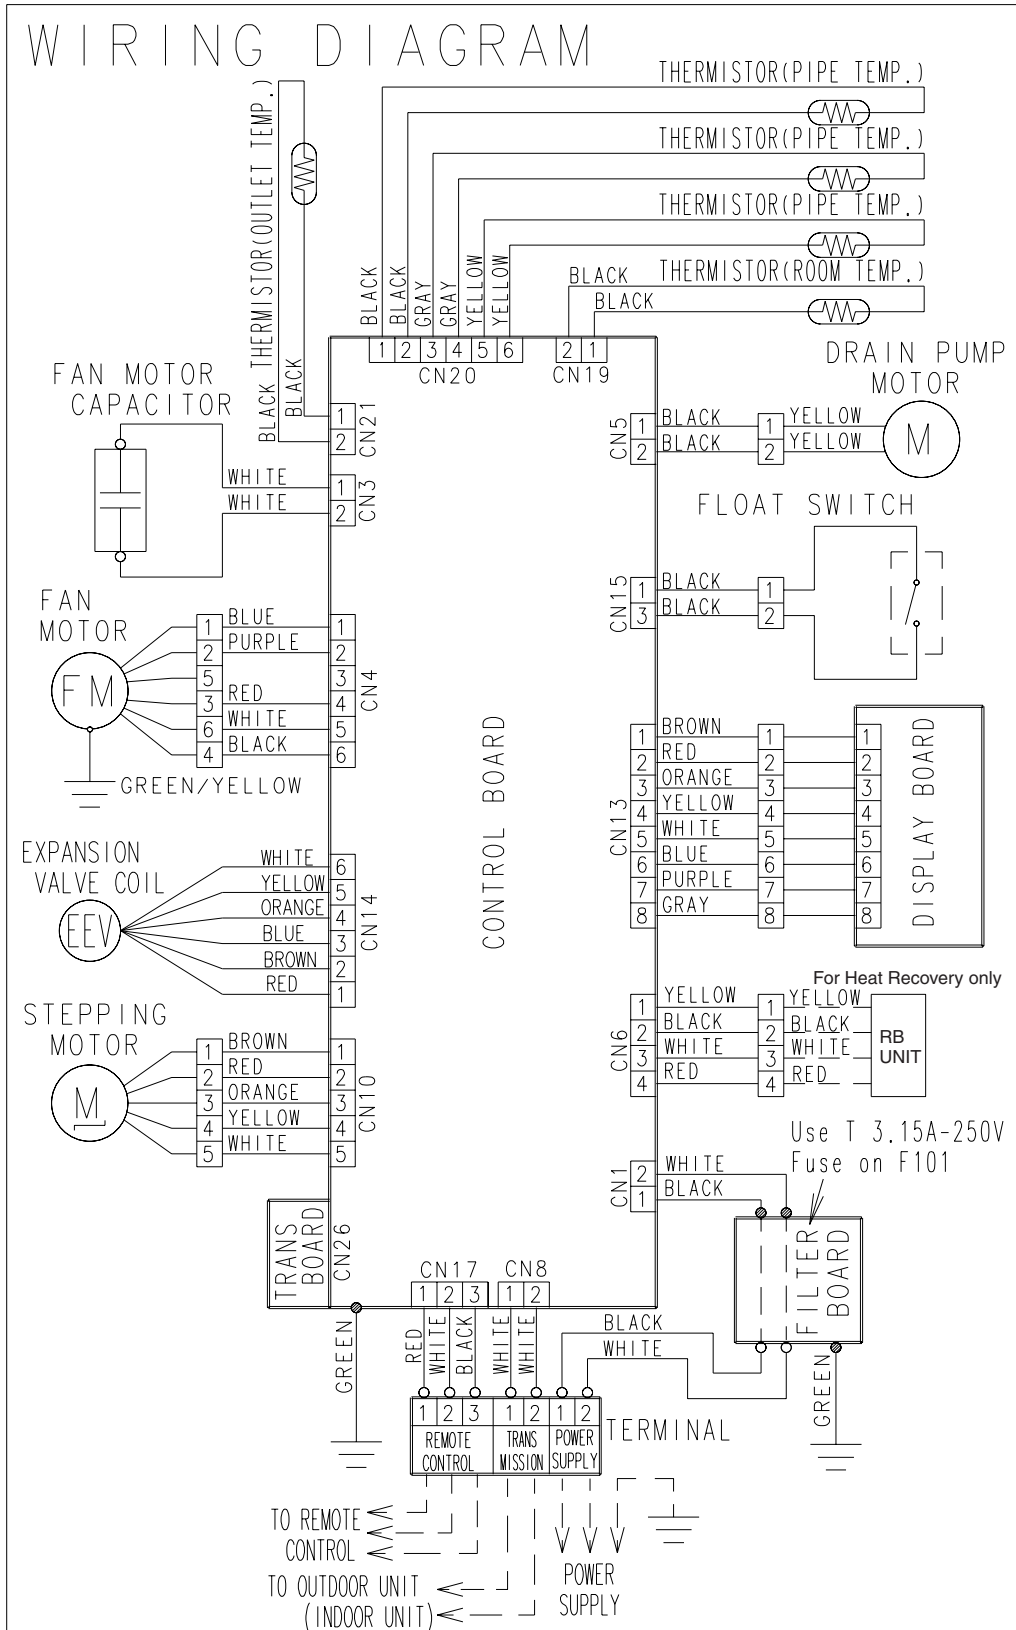 WIRING DIAGRAM
THERMISTOR(PIPE TEMP.)
THERMISTOR(PIPE TEMP.)
THERMISTOR(PIPE TEMP.)
THERMISTOR(ROOM TEMP.)
BLACK
BLACK
BLACK THERMISTOR(OUTLET TEMP.)
BLACK
BLACK
BLACK
GRAY
GRAY
YELLOW
YELLOW
1 2 3 4 5 6
CN20
2 1
CN19
FAN MOTOR
CAPACITOR
1
2
CN21
WHITE
WHITE
1
2
CN3
DRAIN PUMP
MOTOR
CN5
1 BLACK 1 YELLOW
2 BLACK 2 YELLOW
M
FLOAT SWITCH
CN15
1 BLACK 1
3 BLACK 2
FAN
MOTOR
FM
1 BLUE 1
2 PURPLE 2
5 3
3 RED 4
6 WHITE 5
4 BLACK 6
CN4
GREEN/YELLOW
CONTROL BOARD
CN13
1 BROWN 1 1
2 RED 2 2
3 ORANGE 3 3
4 YELLOW 4 4
5 WHITE 5 5
6 BLUE 6 6
7 PURPLE 7 7
8 GRAY 8 8
DISPLAY BOARD
EXPANSION
VALVE COIL
EEV
WHITE 6
YELLOW 5
ORANGE 4
BLUE 3
BROWN 2
RED 1
CN14
For Heat Recovery only
CN6
1 YELLOW 1 YELLOW
2 BLACK 2 BLACK
3 WHITE 3 WHITE
4 RED 4 RED
RB
UNIT
STEPPING
MOTOR
M
1 BROWN 1
2 RED 2
3 ORANGE 3
4 YELLOW 4
5 WHITE 5
CN10
Use T 3.15A-250V
Fuse on F101
CN1
2 WHITE
1 BLACK
FILTER
BOARD
TRANS
BOARD
CN26
CN17
1 2 3
CN8
1 2
GREEN
RED
WHITE
BLACK
WHITE
WHITE
BLACK
WHITE
GREEN
1 2 3 1 2 1 2
TERMINAL
REMOTE
CONTROL
TRANS
MISSION
POWER
SUPPLY
TO REMOTE
CONTROL
TO OUTDOOR UNIT
(INDOOR UNIT)
POWER
SUPPLY